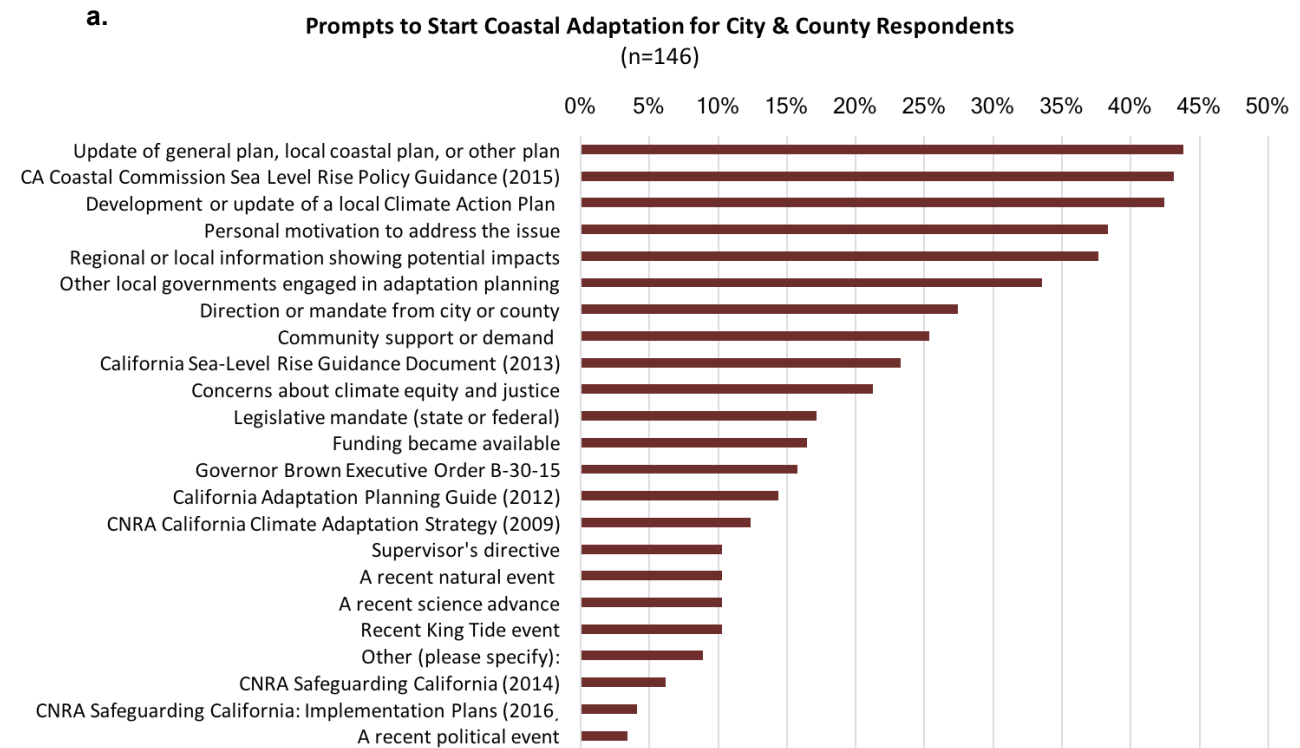 a.
Prompts to Start Coastal Adaptation for City & County Respondents
(n=146)
0% 5% 10% 15% 20% 25% 30% 35% 40% 45% 50%
Update of general plan, local coastal plan, or other plan
CA Coastal Commission Sea Level Rise Policy Guidance (2015)
Development or update of a local Climate Action Plan
Personal motivation to address the issue
Regional or local information showing potential impacts
Other local governments engaged in adaptation planning
Direction or mandate from city or county
Community support or demand
California Sea-Level Rise Guidance Document (2013)
Concerns about climate equity and justice
Legislative mandate (state or federal)
Funding became available
Governor Brown Executive Order B-30-15
California Adaptation Planning Guide (2012)
CNRA California Climate Adaptation Strategy (2009)
Supervisor's directive
A recent natural event
A recent science advance
Recent King Tide event
Other (please specify):
CNRA Safeguarding California (2014)
CNRA Safeguarding California: Implementation Plans (2016
A recent political event